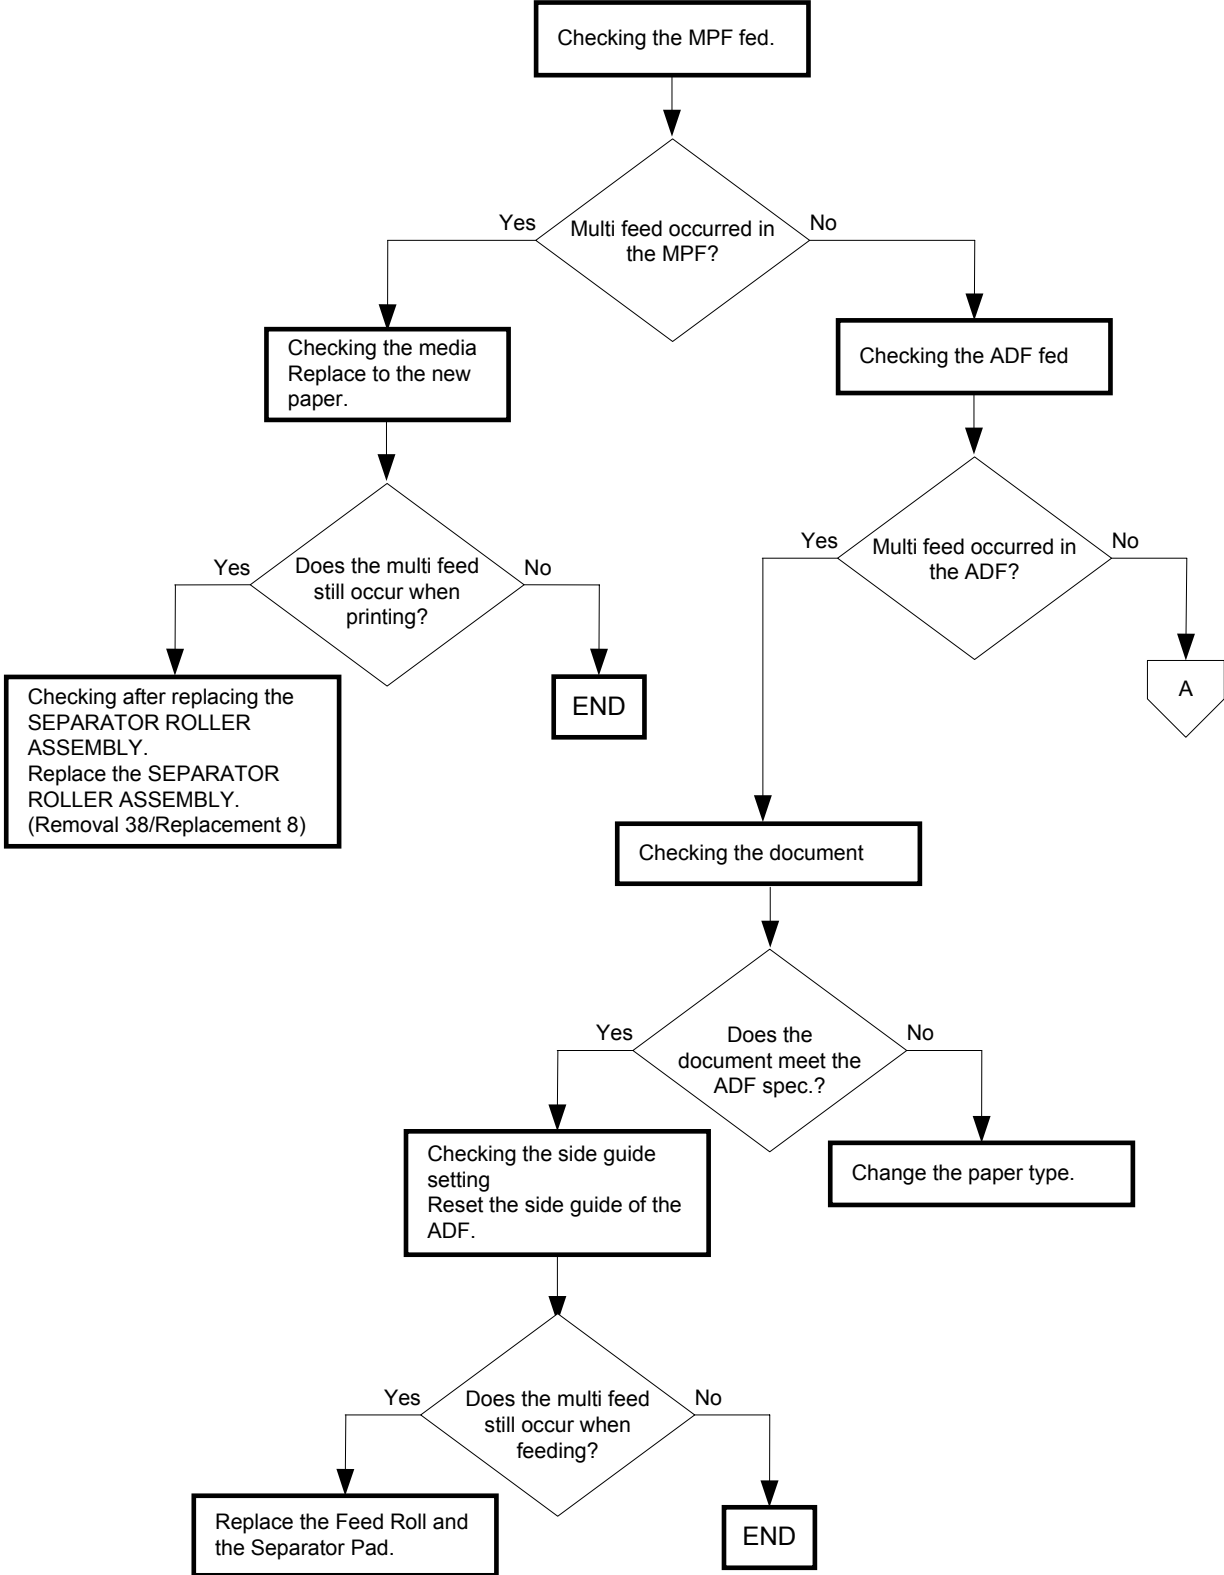 Checking the MPF fed.
Yes
Multi feed occurred in
the MPF?
No
Checking the media
Replace to the new
paper.
Checking the ADF fed
Yes
Does the multi feed
still occur when
printing?
No
Yes
Multi feed occurred in
the ADF?
No
Checking after replacing the
SEPARATOR ROLLER
ASSEMBLY.
Replace the SEPARATOR
ROLLER ASSEMBLY.
(Removal 38/Replacement 8)
END
A
Checking the document
Yes
Does the
document meet the
ADF spec.?
No
Checking the side guide
setting
Reset the side guide of the
ADF.
Change the paper type.
Yes
Does the multi feed
still occur when
feeding?
No
Replace the Feed Roll and
the Separator Pad.
END